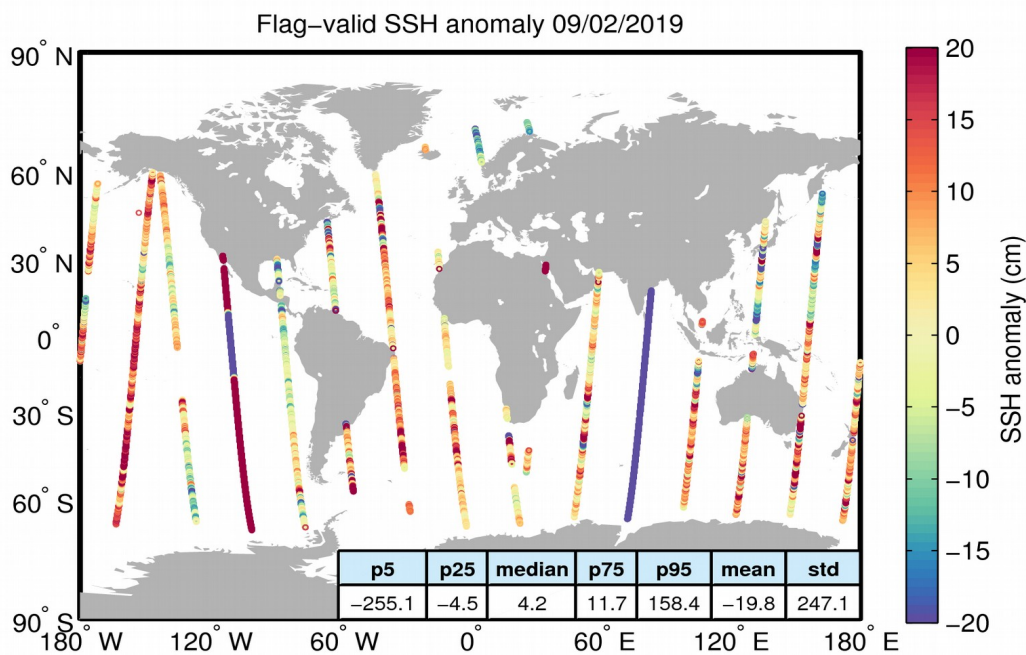 Flag–valid SSH anomaly 09/02/2019
90° N
60° N
30° N
0°
30° S
60° S
90° S
180° W
120° W
60° W
0°
60° E
120° E
180° E
p5 p25 median p75 p95 mean std
−255.1 −4.5 4.2 11.7 158.4 −19.8 247.1
20
15
10
5
0
−5
−10
−15
−20
SSH anomaly (cm)